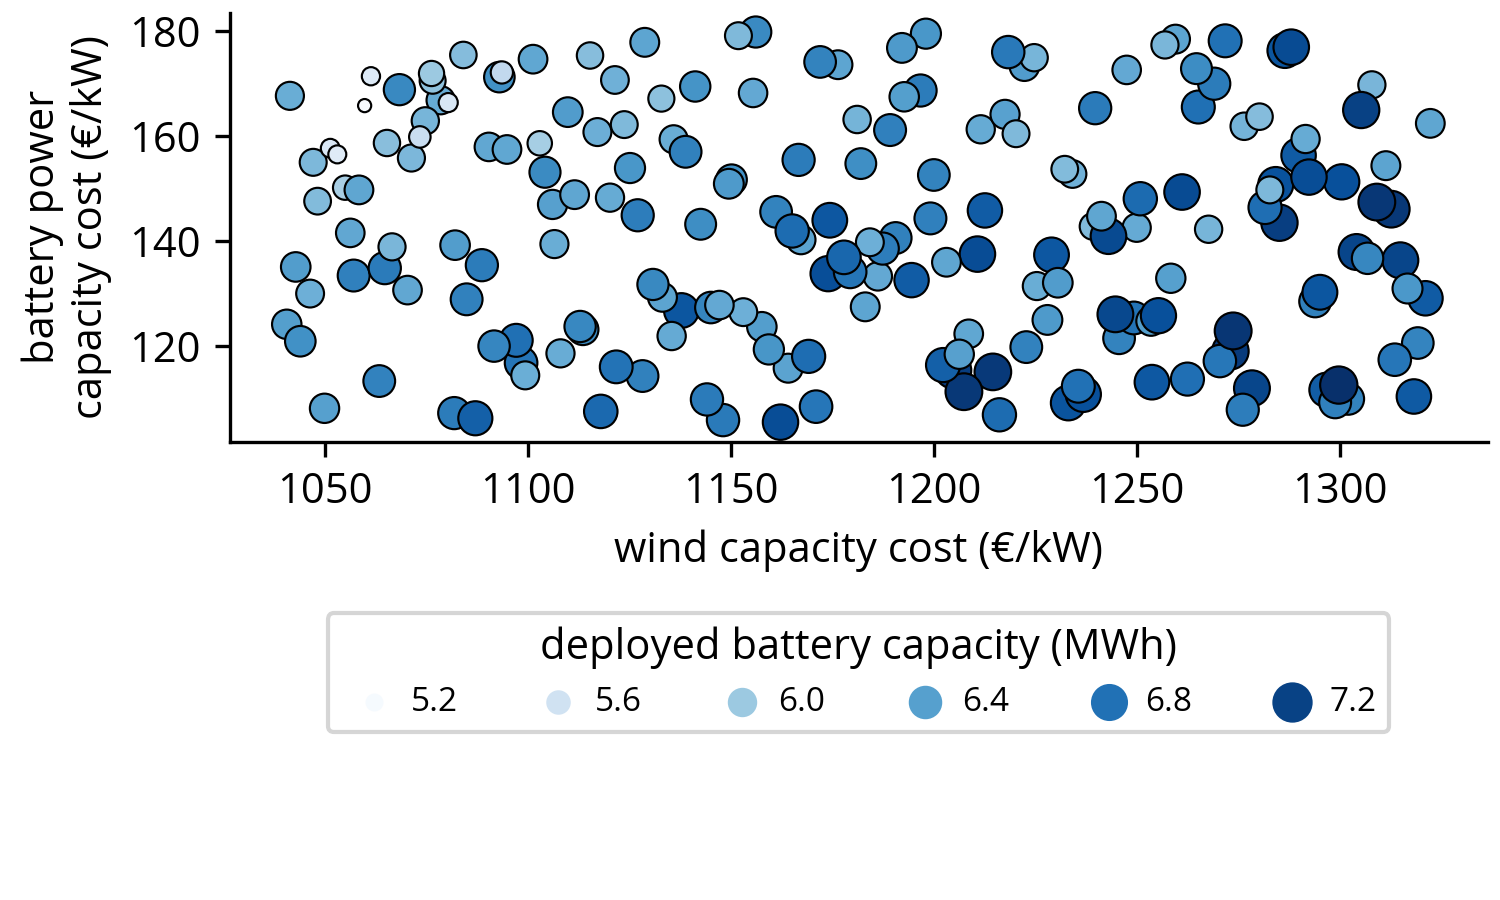 battery power
capacity cost (€/kW)
180
160
140
120
1050 1100 1150 1200 1250 1300
wind capacity cost (€/kW)
deployed battery capacity (MWh)
5.2 5.6 6.0 6.4 6.8 7.2